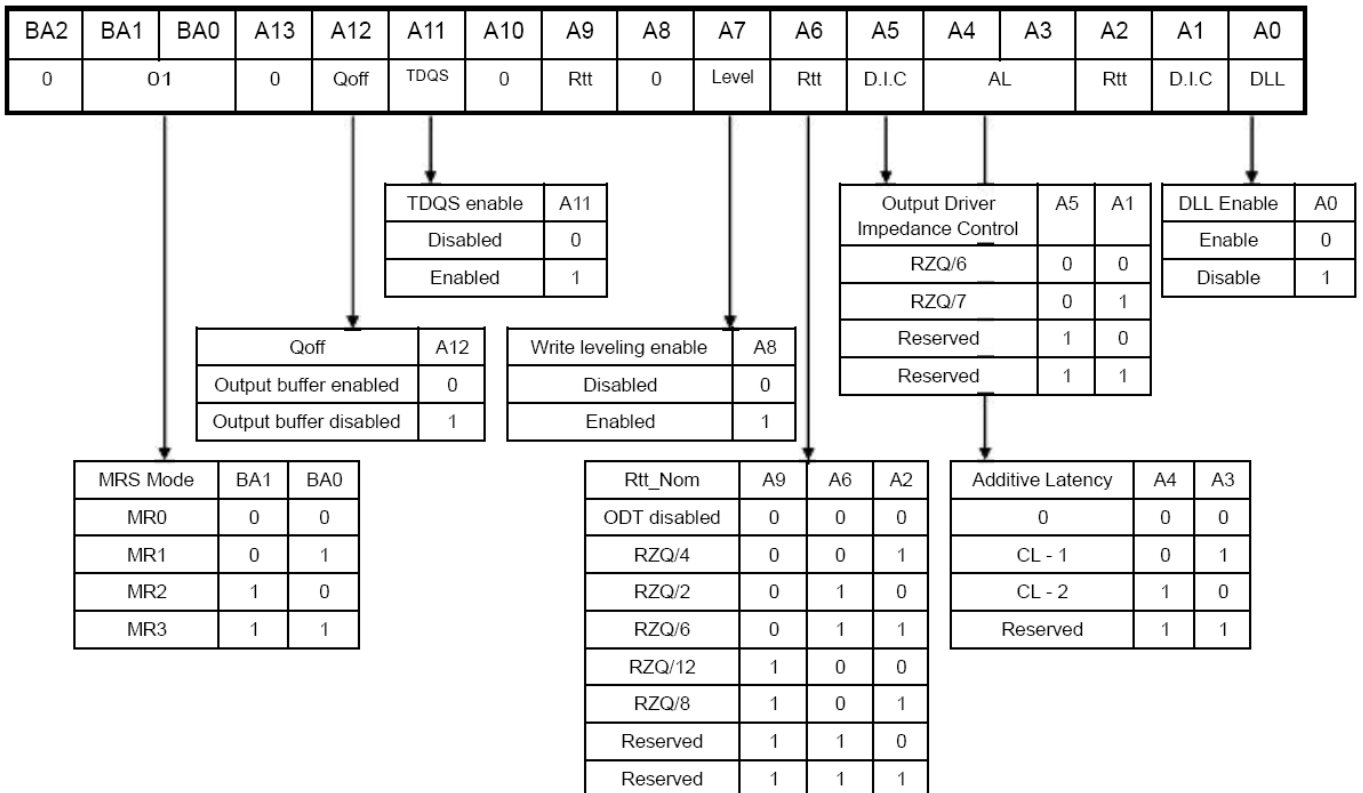 BA2 BA1 BA0 A13 A12 A11 A10 A9 A8 A7 A6 A5 A4 A3 A2 A1 A0
0 01 0 Qoff TDQS 0 Rtt 0 Level Rtt D.I.C AL Rtt D.I.C DLL
TDQS enable A11
Disabled 0
Enabled 1
Output Driver
Impedance Control A5 A1
RZQ/6 0 0
RZQ/7 0 1
Reserved 1 0
Reserved 1 1
DLL Enable A0
Enable 0
Disable 1
Qoff A12
Output buffer enabled 0
Output buffer disabled 1
Write leveling enable A8
Disabled 0
Enabled 1
MRS Mode BA1 BA0
MR0 0 0
MR1 0 1
MR2 1 0
MR3 1 1
Rtt_Nom A9 A6 A2
ODT disabled 0 0 0
RZQ/4 0 0 1
RZQ/2 0 1 0
RZQ/6 0 1 1
RZQ/12 1 0 0
RZQ/8 1 0 1
Reserved 1 1 0
Reserved 1 1 1
Additive Latency A4 A3
0 0 0
CL - 1 0 1
CL - 2 1 0
Reserved 1 1